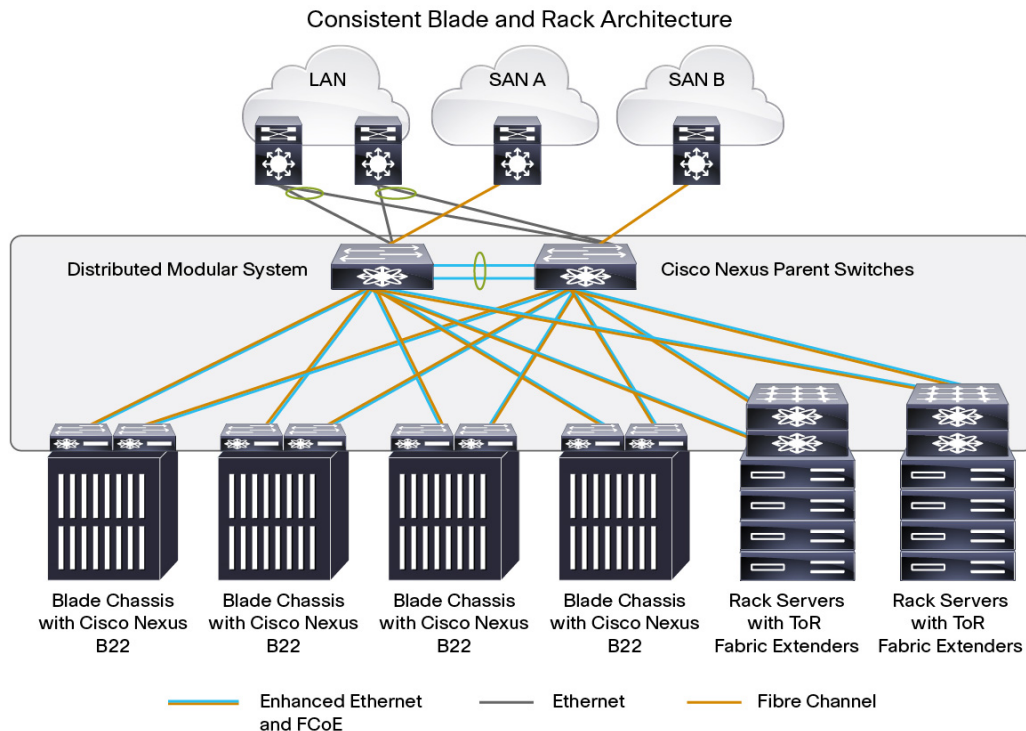 Consistent Blade and Rack Architecture
LAN
SAN A
SAN B
Distributed Modular System
Cisco Nexus Parent Switches
Blade Chassis
with Cisco Nexus
B22
Blade Chassis
with Cisco Nexus
B22
Blade Chassis
with Cisco Nexus
B22
Blade Chassis
with Cisco Nexus
B22
Rack Servers
with ToR
Fabric Extenders
Rack Servers
with ToR
Fabric Extenders
Enhanced Ethernet
and FCoE
Ethernet
Fibre Channel